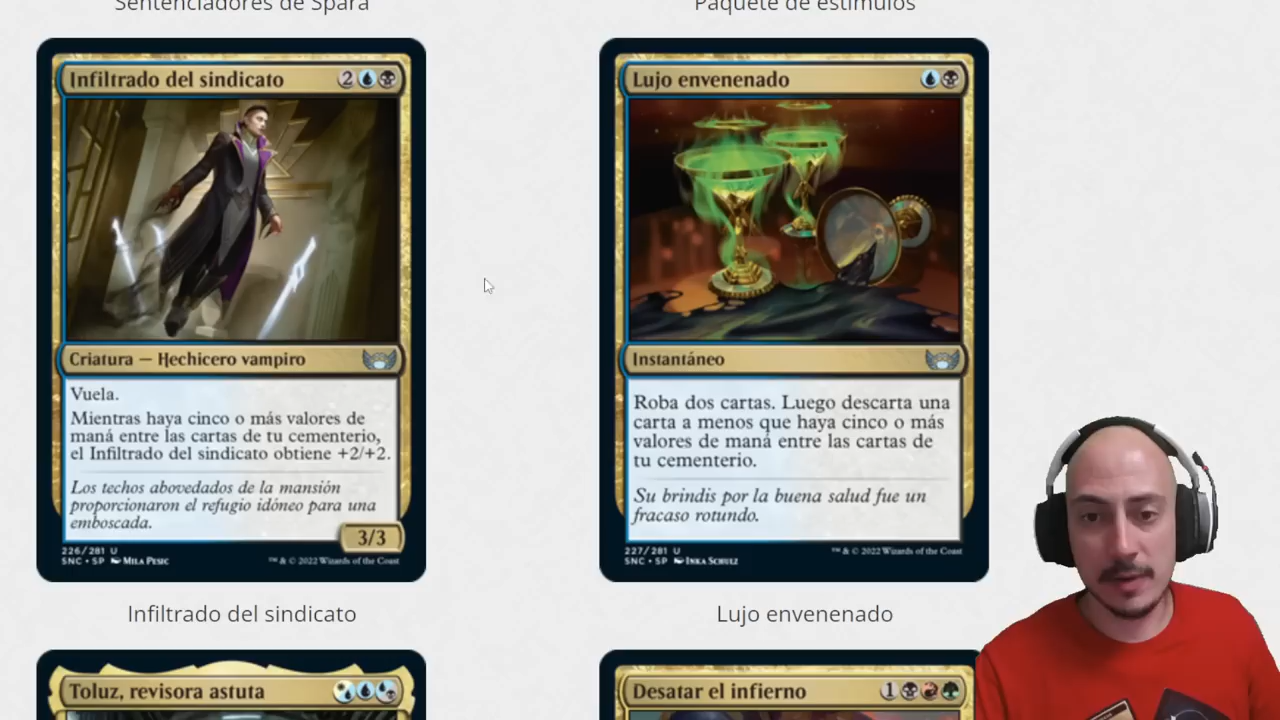 Sentenciadores de Spara
Paquete de estímulos
Infiltrado del sindicato
2
Criatura — Hechicero vampiro
Vuela.
Mientras haya cinco o más valores de
maná entre las cartas de tu cementerio,
el Infiltrado del sindicato obtiene +2/+2.
Los techos abovedados de la mansión
proporcionaron el refugio idóneo para una
emboscada.
3/3
226/281 U
SNC • SP MILA PESIC
™ & © 2022 Wizards of the Coast
Infiltrado del sindicato
Lujo envenenado
Instantáneo
Roba dos cartas. Luego descarta una
carta a menos que haya cinco o más
valores de maná entre las cartas de
tu cementerio.
Su brindis por la buena salud fue un
fracaso rotundo.
227/281 U
SNC • SP INKA SCHULZ
™ & © 2022 Wizards of the Coast
Lujo envenenado
Toluz, revisora astuta
Desatar el infierno
1